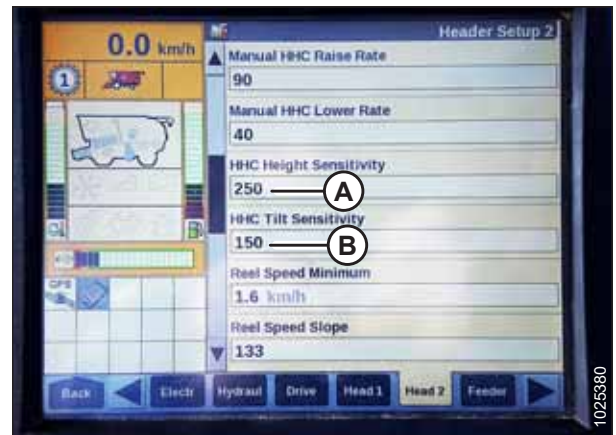 0.0 km/h
Header Setup 2
1
Manual HHC Raise Rate
90
Manual HHC Lower Rate
40
HHC Height Sensitivity
250
A
HHC Tilt Sensitivity
150
B
Reel Speed Minimum
1.6 km/h
Reel Speed Slope
133
GPS
Back
Electr
Hydraul
Drive
Head 1
Head 2
Feeder
1025380